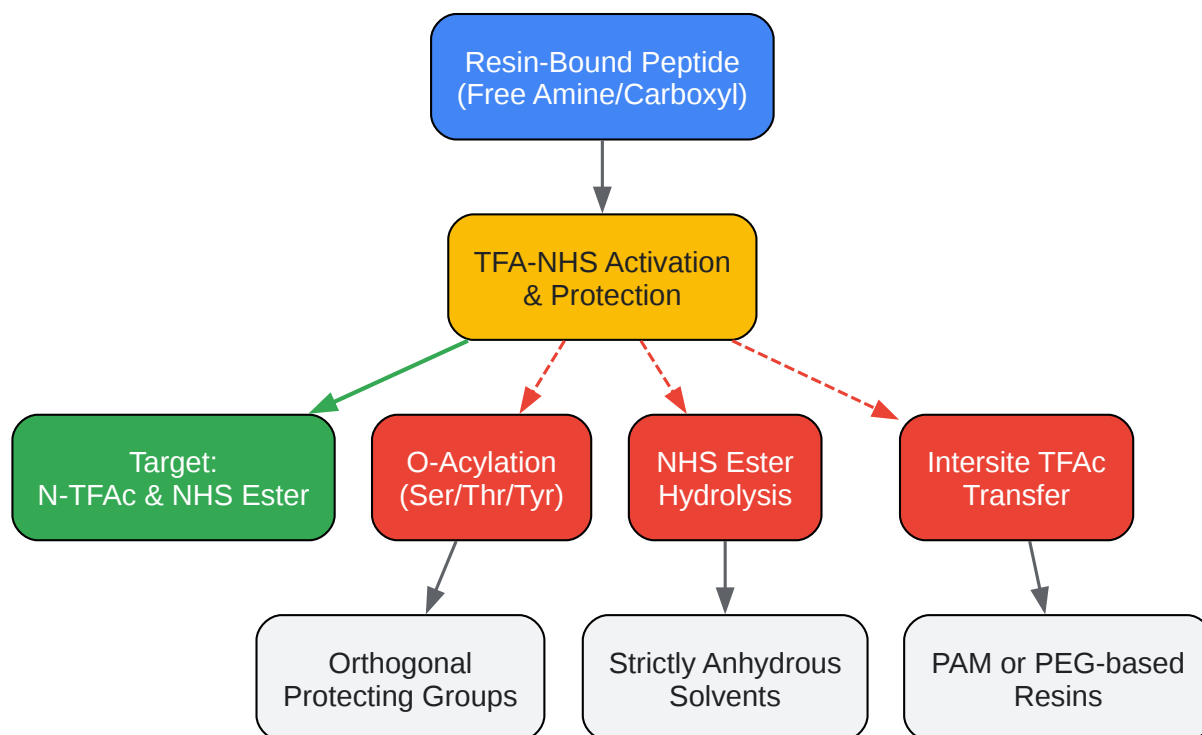 Resin-Bound Peptide
(Free Amine/Carboxyl)
TFA-NHS Activation
& Protection
Target:
N-TFAc & NHS Ester
O-Acylation
(Ser/Thr/Tyr)
NHS Ester
Hydrolysis
Intersite TFAc
Transfer
Orthogonal
Protecting Groups
Strictly Anhydrous
Solvents
PAM or PEG-based
Resins